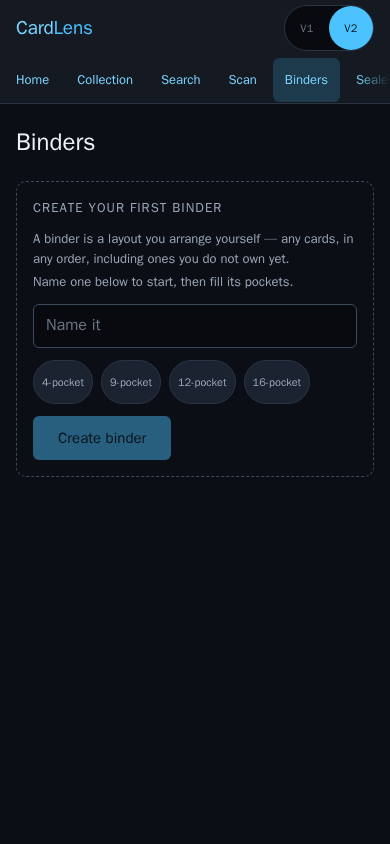 CardLens
V1 V2
Home Collection Search Scan Binders Seale
Binders
CREATE YOUR FIRST BINDER
A binder is a layout you arrange yourself — any cards, in
any order, including ones you do not own yet.
Name one below to start, then fill its pockets.
Name it
4-pocket 9-pocket 12-pocket 16-pocket
Create binder